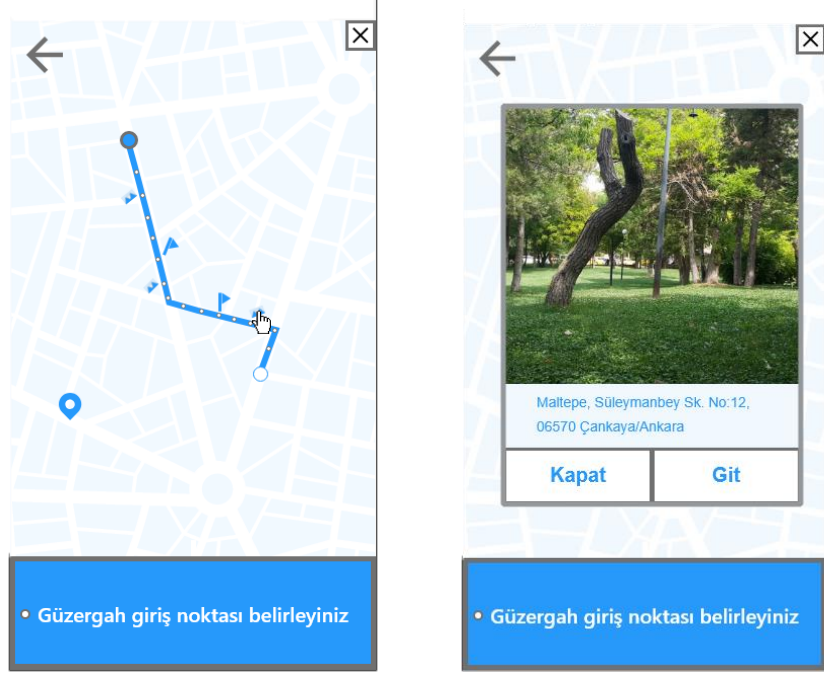 Güzergah giriş noktası belirleyiniz
Maltepe, Süleymanbey Sk. No:12,
06570 Çankaya/Ankara
Kapat
Git
Güzergah giriş noktası belirleyiniz